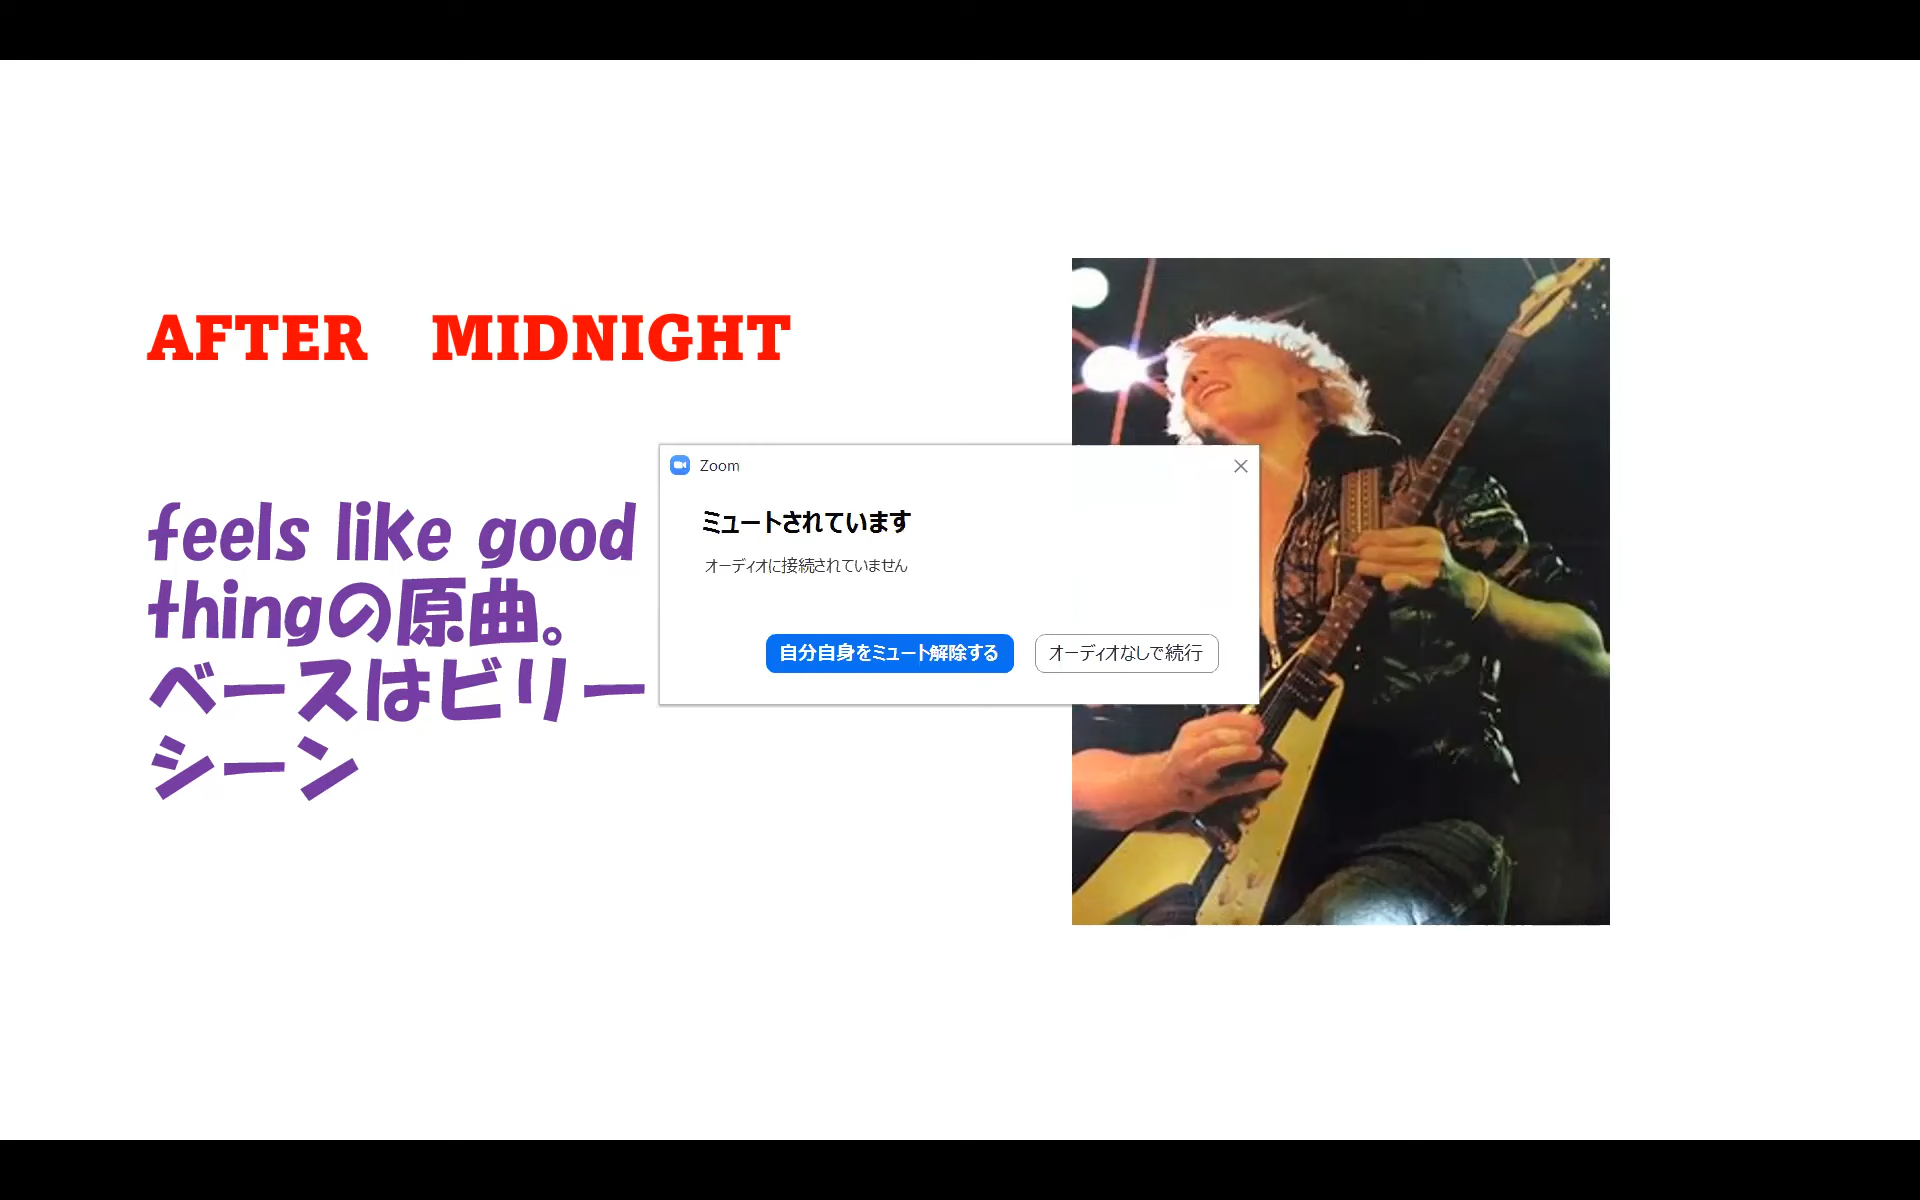 AFTER　MIDNIGHT
feels like good
thingの原曲。
ベースはビリー
シーン
Zoom
ミュートされています
オーディオに接続されていません
自分自身をミュート解除する
オーディオなしで続行